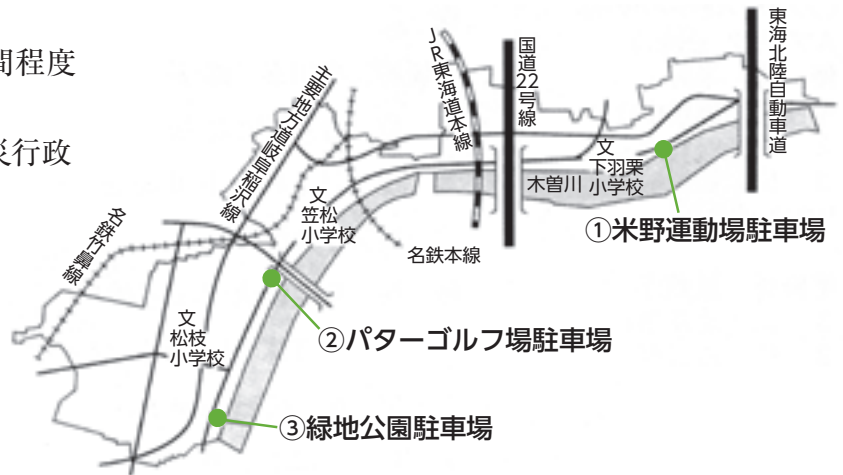 間程度
災行政
東海北陸自動車道
国道22号線
JR東海道本線
主要地方道岐阜稲沢線
文
下羽栗
小学校
木曽川
①米野運動場駐車場
文
笠松
小学校
名鉄本線
名鉄竹鼻線
②パターゴルフ場駐車場
文
松枝
小学校
③緑地公園駐車場